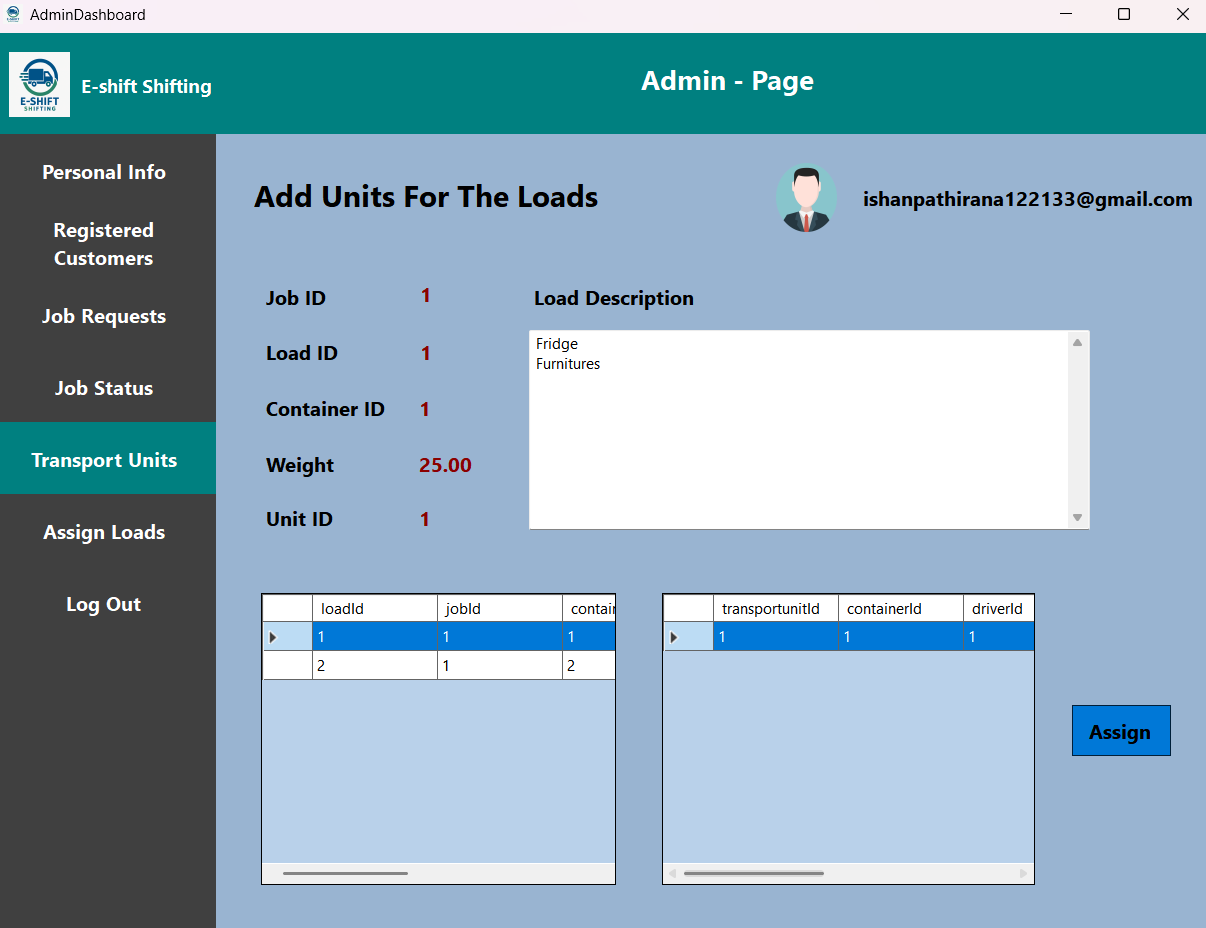 AdminDashboard
E-SHIFT
SHIFTING
E-shift Shifting
Admin - Page
Personal Info
Registered
Customers
Job Requests
Job Status
Transport Units
Assign Loads
Log Out
Add Units For The Loads
ishanpathirana122133@gmail.com
Job ID 1
Load ID 1
Container ID 1
Weight 25.00
Unit ID 1
Load Description
Fridge
Furnitures
loadId jobId contain
1 1 1
2 1 2
transportunitId containerId driverId
1 1 1
Assign